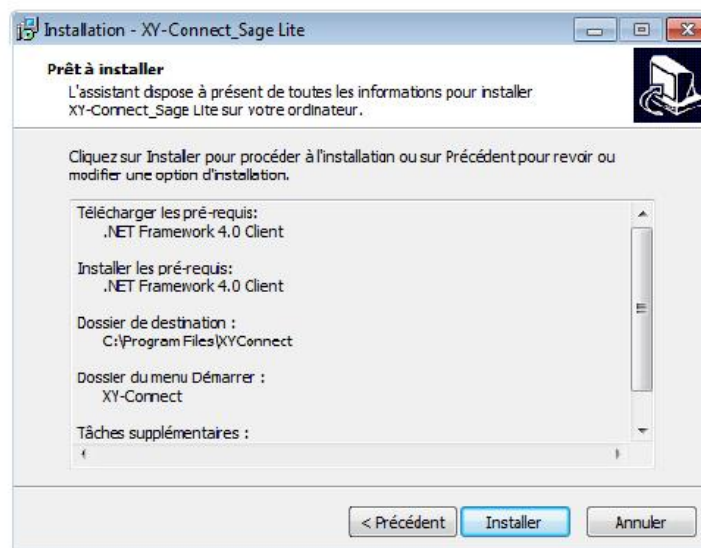 Installation - XY-Connect_Sage Lite
Prêt à installer
L'assistant dispose à présent de toutes les informations pour installer
XY-Connect_Sage Lite sur votre ordinateur.
Cliquez sur Installer pour procéder à l'installation ou sur Précédent pour revoir ou
modifier une option d'installation.
Télécharger les pré-requis:
.NET Framework 4.0 Client
Installer les pré-requis:
.NET Framework 4.0 Client
Dossier de destination :
C:\Program Files\XYConnect
Dossier du menu Démarrer :
XY-Connect
Tâches supplémentaires :
< Précédent
Installer
Annuler